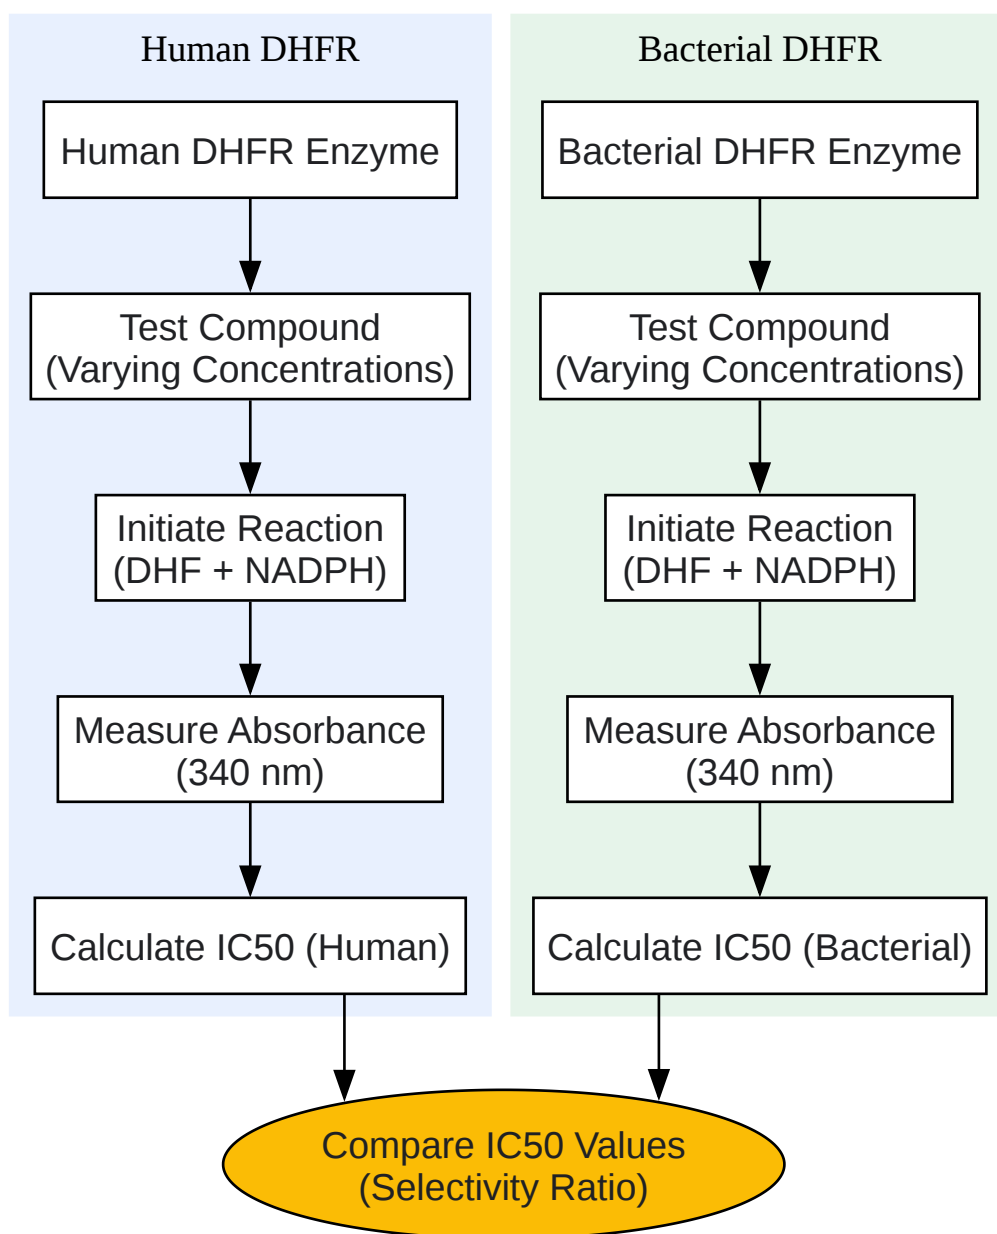 Human DHFR
Human DHFR Enzyme
Test Compound
(Varying Concentrations)
Initiate Reaction
(DHF + NADPH)
Measure Absorbance
(340 nm)
Calculate IC50 (Human)
Bacterial DHFR
Bacterial DHFR Enzyme
Test Compound
(Varying Concentrations)
Initiate Reaction
(DHF + NADPH)
Measure Absorbance
(340 nm)
Calculate IC50 (Bacterial)
Compare IC50 Values
(Selectivity Ratio)